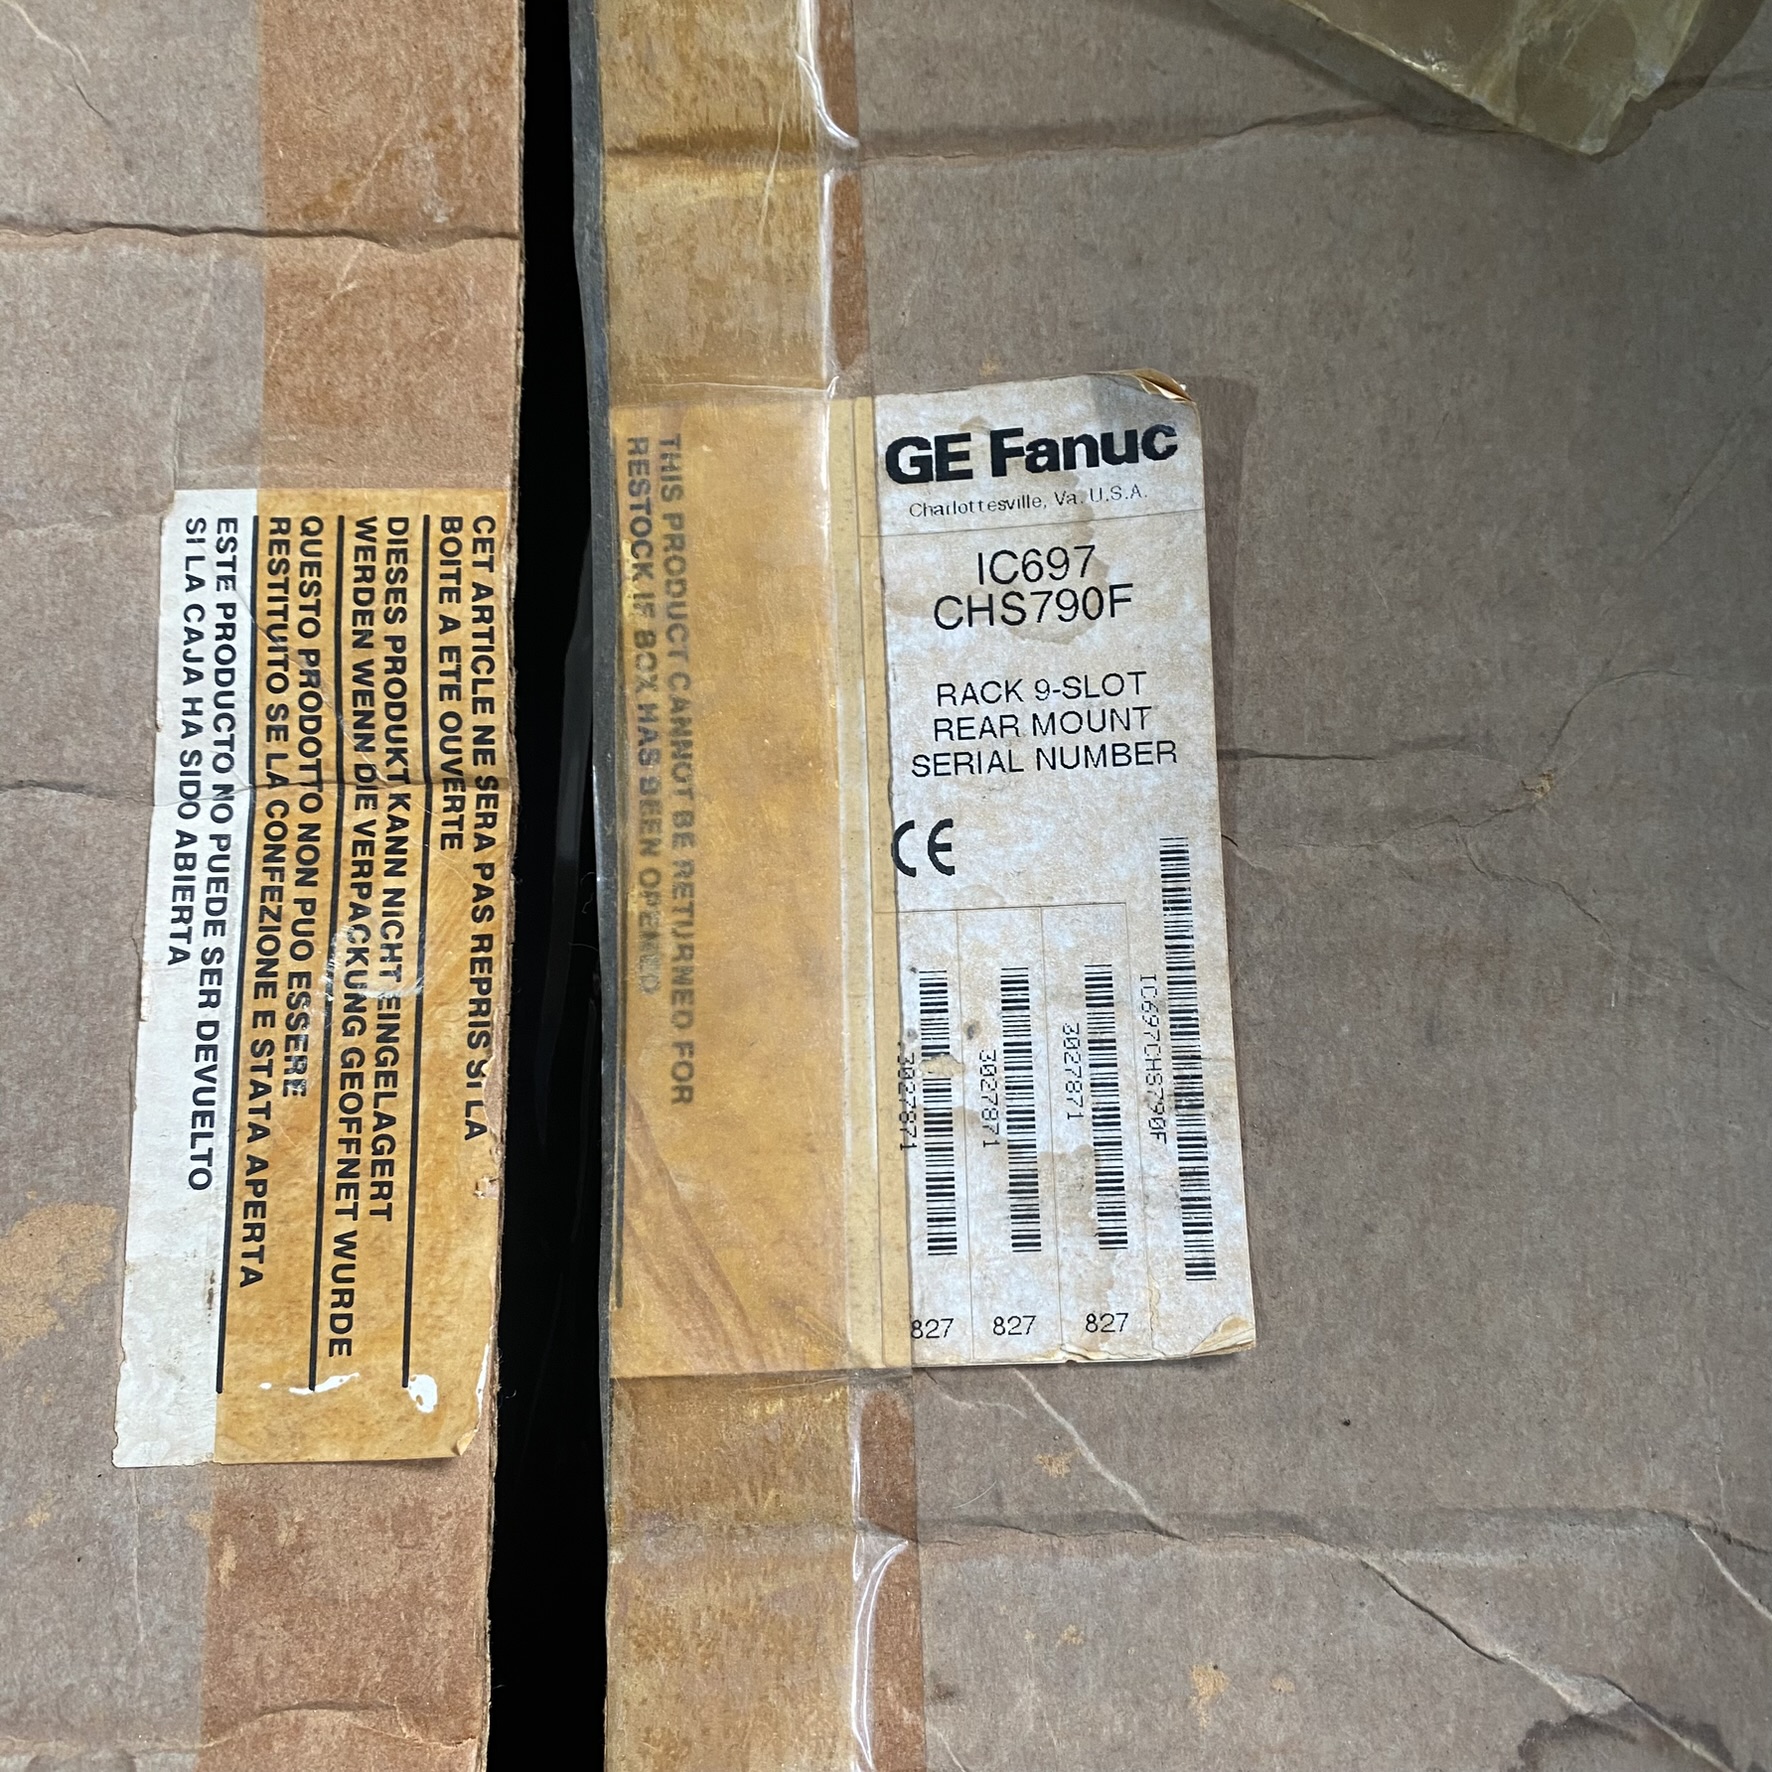 CET ARTICLE NE SERA PAS REPRIS SI LA
BOITE A ETE OUVERTE
DIESES PRODUKT KANN NICHT EINGELAGERT
WERDEN WENN DIE VERPACKUNG GEOFFNET WURDE
QUESTO PRODOTTO NON PUO ESSERE
RESTITUITO SE LA CONFEZIONE E STATA APERTA
ESTE PRODUCTO NO PUEDE SER DEVUELTO
SI LA CAJA HA SIDO ABIERTA
THIS PRODUCT CANNOT BE RETURNED FOR
RESTOCK IF BOX HAS BEEN OPENED
GE Fanuc
Charlottesville, Va. U.S.A.
IC697
CHS790F
RACK 9-SLOT
REAR MOUNT
SERIAL NUMBER
CE
IC697CHS790F
3027871
3027871
3027871
827
827
827